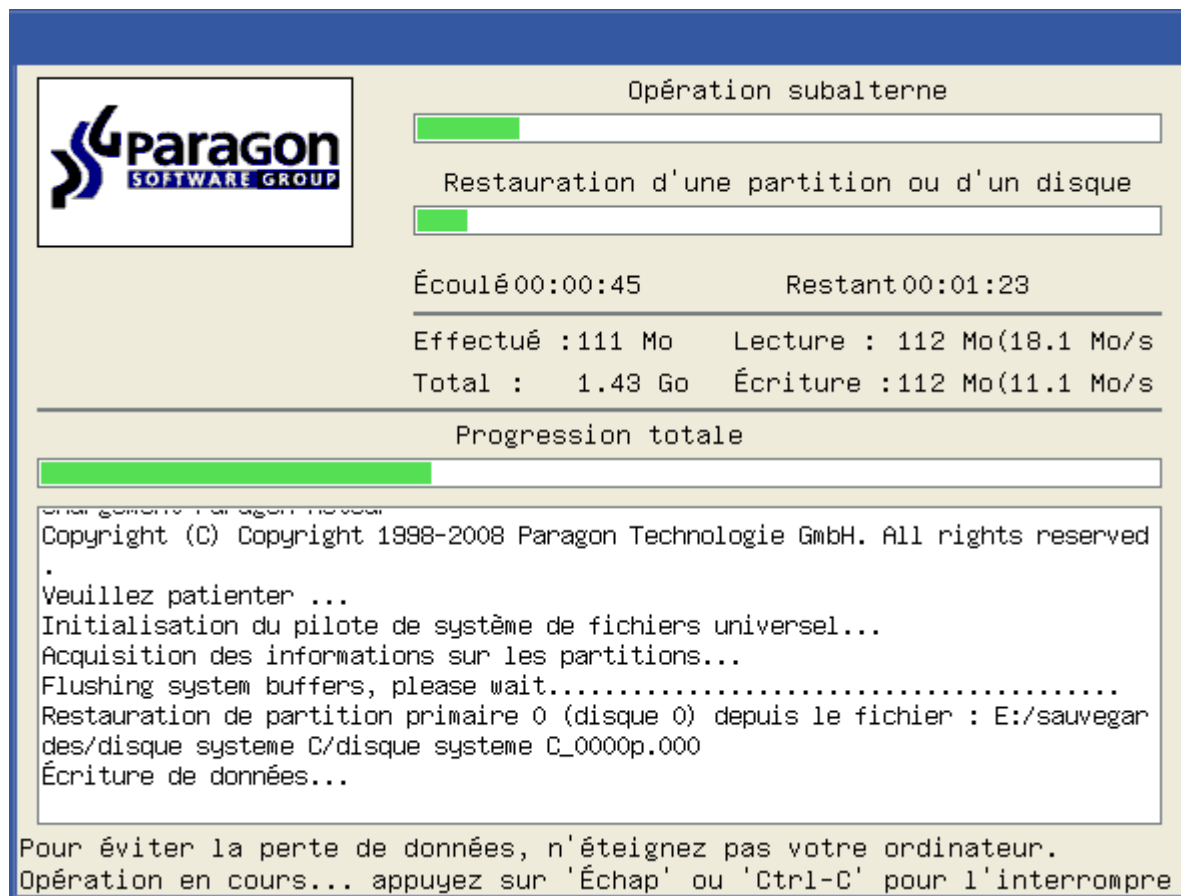 Paragon
SOFTWARE GROUP
Opération subalterne
Restauration d'une partition ou d'un disque
Écoulé 00:00:45 Restant 00:01:23
Effectué :111 Mo Lecture : 112 Mo(18.1 Mo/s
Total : 1.43 Go Écriture :112 Mo(11.1 Mo/s
Progression totale
Copyright (C) Copyright 1998-2008 Paragon Technologie GmbH. All rights reserved
.
Veuillez patienter ...
Initialisation du pilote de système de fichiers universel...
Acquisition des informations sur les partitions...
Flushing system buffers, please wait.........................................
Restauration de partition primaire 0 (disque 0) depuis le fichier : E:/sauvegar
des/disque systeme C/disque systeme C_0000p.000
Écriture de données...
Pour éviter la perte de données, n'éteignez pas votre ordinateur.
Opération en cours... appuyez sur 'Échap' ou 'Ctrl-C' pour l'interrompre